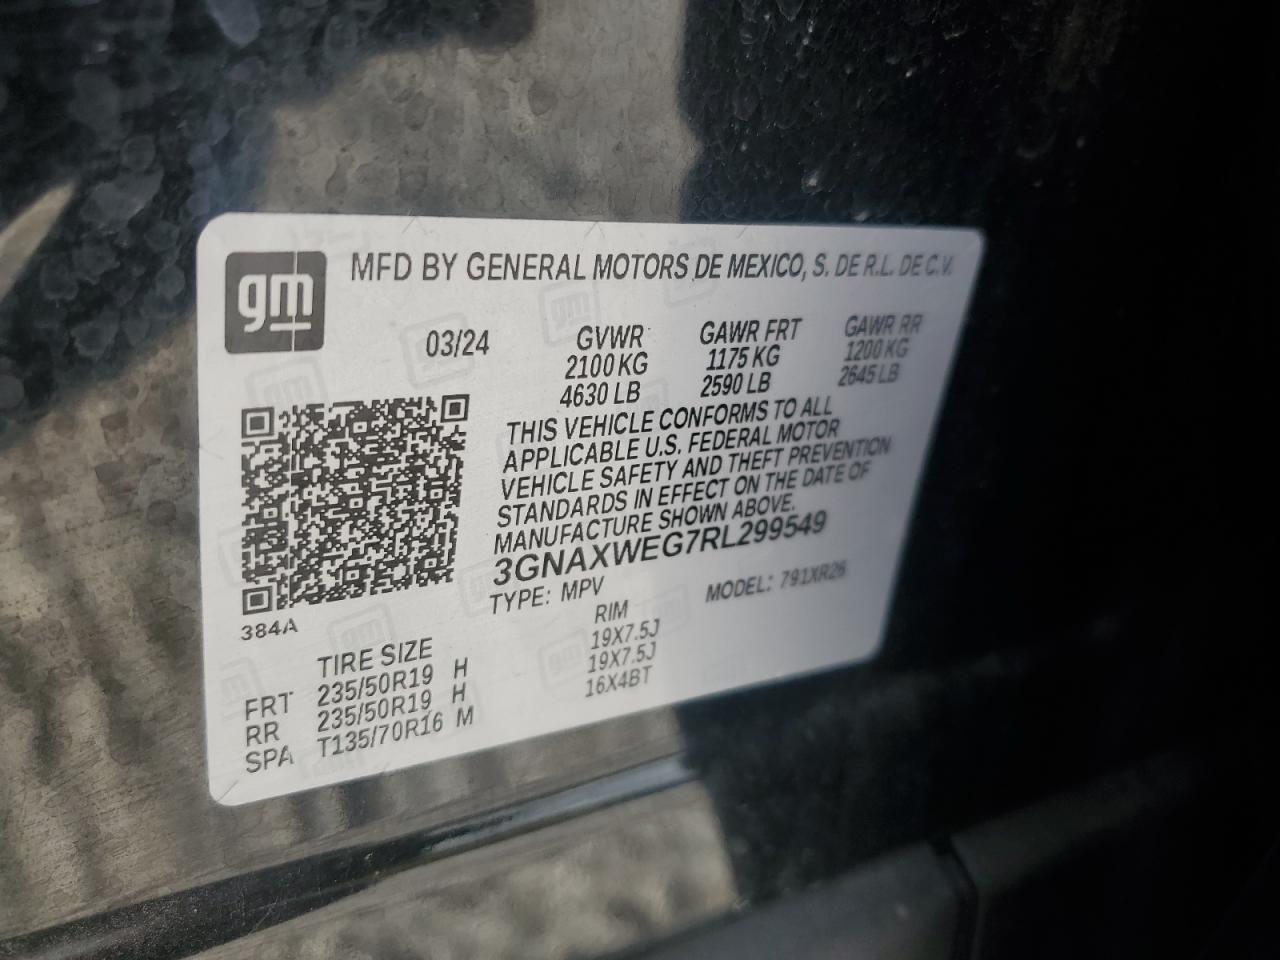 gm
MFD BY GENERAL MOTORS DE MEXICO, S. DE R.L. DE C.V.
03/24 GVWR GAWR FRT GAWR RR
2100 KG 1175 KG 1200 KG
4630 LB 2590 LB 2645 LB
THIS VEHICLE CONFORMS TO ALL
APPLICABLE U.S. FEDERAL MOTOR
VEHICLE SAFETY AND THEFT PREVENTION
STANDARDS IN EFFECT ON THE DATE OF
MANUFACTURE SHOWN ABOVE.
3GNAXWEG7RL299549
TYPE: MPV MODEL: 791XR26
384A
TIRE SIZE RIM
FRT 235/50R19 H 19X7.5J
RR 235/50R19 H 19X7.5J
SPA T135/70R16 M 16X4BT